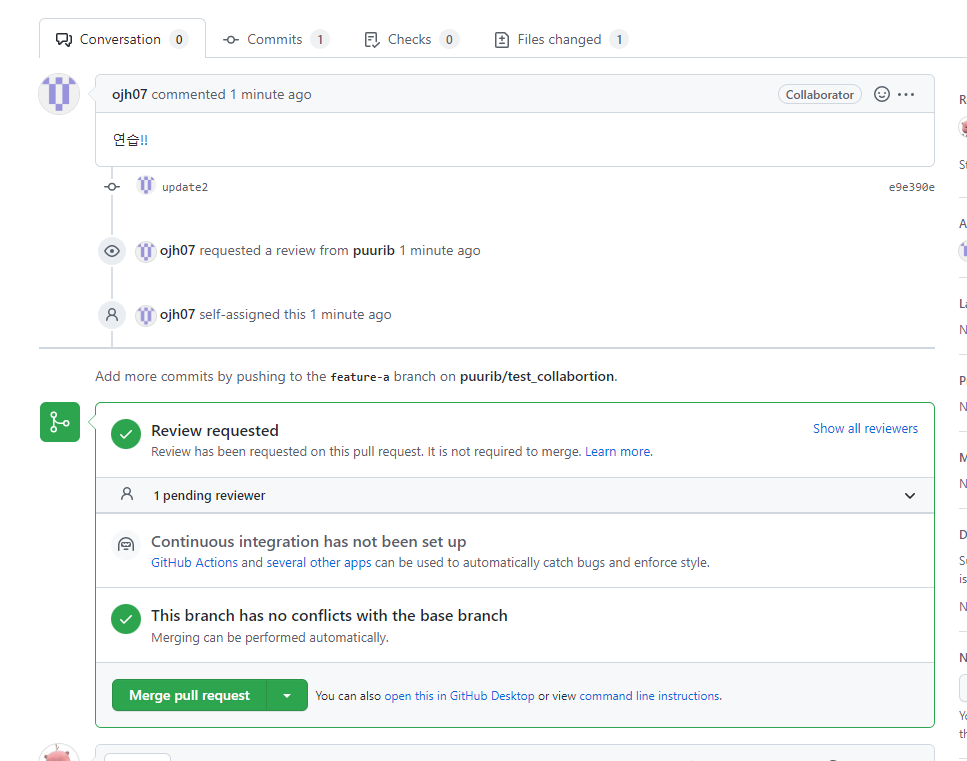 Conversation 0 Commits 1 Checks 0 Files changed 1
ojh07 commented 1 minute ago Collaborator
연습!!
update2 e9e390e
ojh07 requested a review from puurib 1 minute ago
ojh07 self-assigned this 1 minute ago
Add more commits by pushing to the feature-a branch on puurib/test_collabortion.
Review requested
Show all reviewers
Review has been requested on this pull request. It is not required to merge. Learn more.
1 pending reviewer
Continuous integration has not been set up
GitHub Actions and several other apps can be used to automatically catch bugs and enforce style.
This branch has no conflicts with the base branch
Merging can be performed automatically.
Merge pull request You can also open this in GitHub Desktop or view command line instructions.